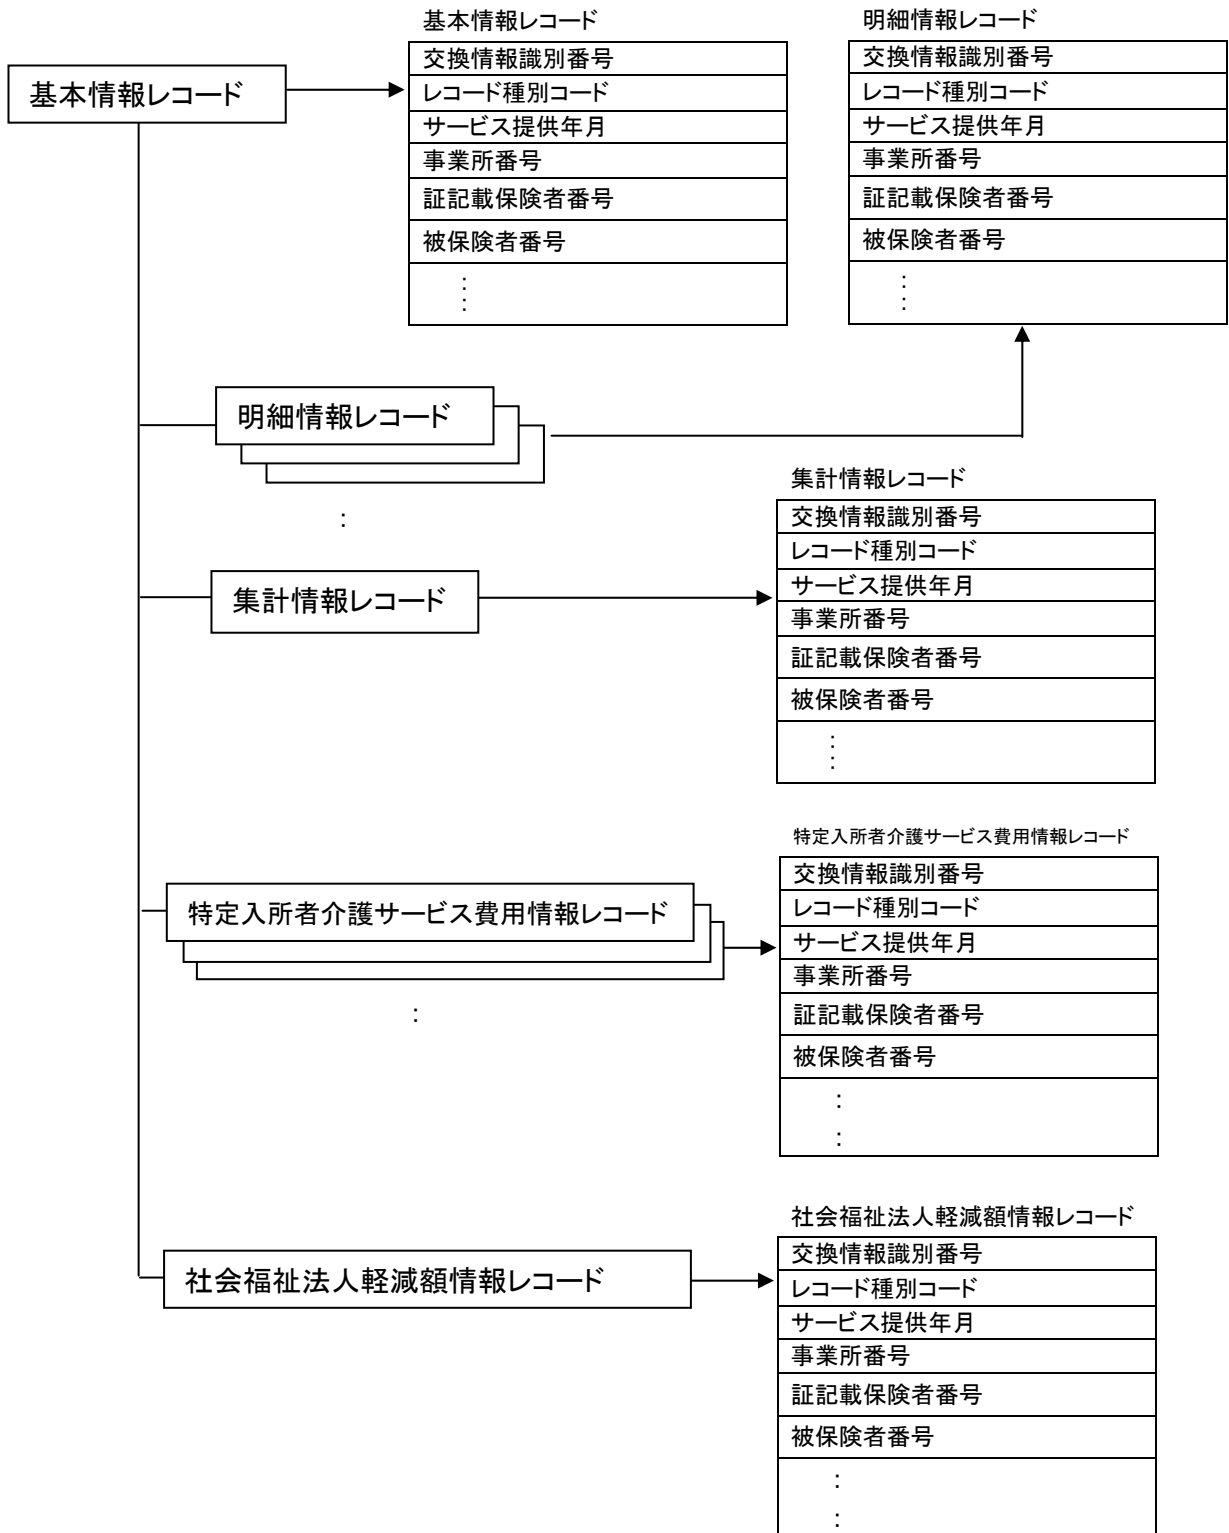 基本情報レコード
基本情報レコード
交換情報識別番号
レコード種別コード
サービス提供年月
事業所番号
証記載保険者番号
被保険者番号
:
:
明細情報レコード
交換情報識別番号
レコード種別コード
サービス提供年月
事業所番号
証記載保険者番号
被保険者番号
:
:
明細情報レコード
:
集計情報レコード
集計情報レコード
交換情報識別番号
レコード種別コード
サービス提供年月
事業所番号
証記載保険者番号
被保険者番号
:
:
特定入所者介護サービス費用情報レコード
:
特定入所者介護サービス費用情報レコード
交換情報識別番号
レコード種別コード
サービス提供年月
事業所番号
証記載保険者番号
被保険者番号
:
:
社会福祉法人軽減額情報レコード
社会福祉法人軽減額情報レコード
交換情報識別番号
レコード種別コード
サービス提供年月
事業所番号
証記載保険者番号
被保険者番号
:
: